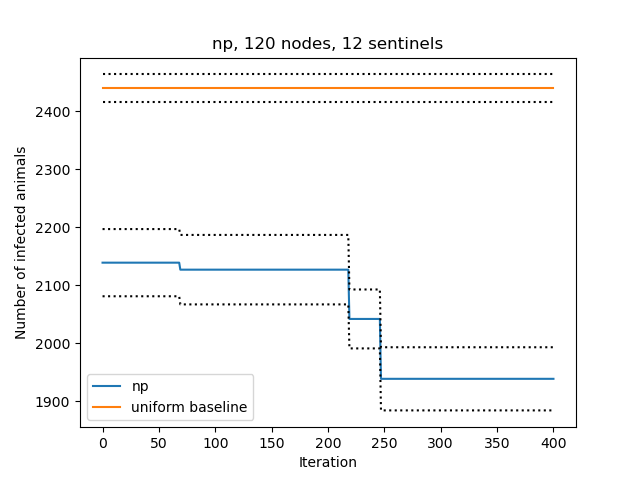 np, 120 nodes, 12 sentinels
Number of infected animals
2400
2300
2200
2100
2000
1900
np
uniform baseline
0 50 100 150 200 250 300 350 400
Iteration